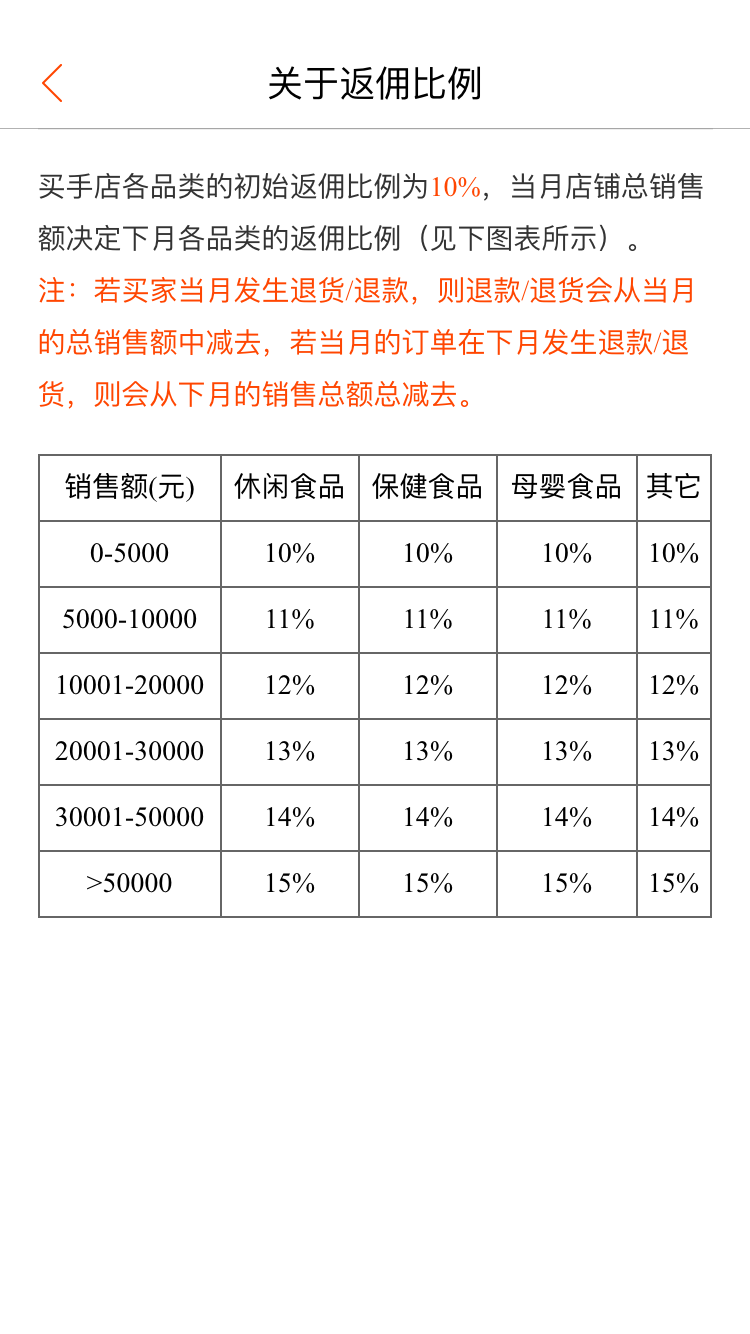 关于返佣比例
买手店各品类的初始返佣比例为10%，当月店铺总销售
额决定下月各品类的返佣比例（见下图表所示）。
注：若买家当月发生退货/退款，则退款/退货会从当月
的总销售额中减去，若当月的订单在下月发生退款/退
货，则会从下月的销售总额总减去。
销售额(元) 休闲食品 保健食品 母婴食品 其它
0-5000 10% 10% 10% 10%
5000-10000 11% 11% 11% 11%
10001-20000 12% 12% 12% 12%
20001-30000 13% 13% 13% 13%
30001-50000 14% 14% 14% 14%
>50000 15% 15% 15% 15%